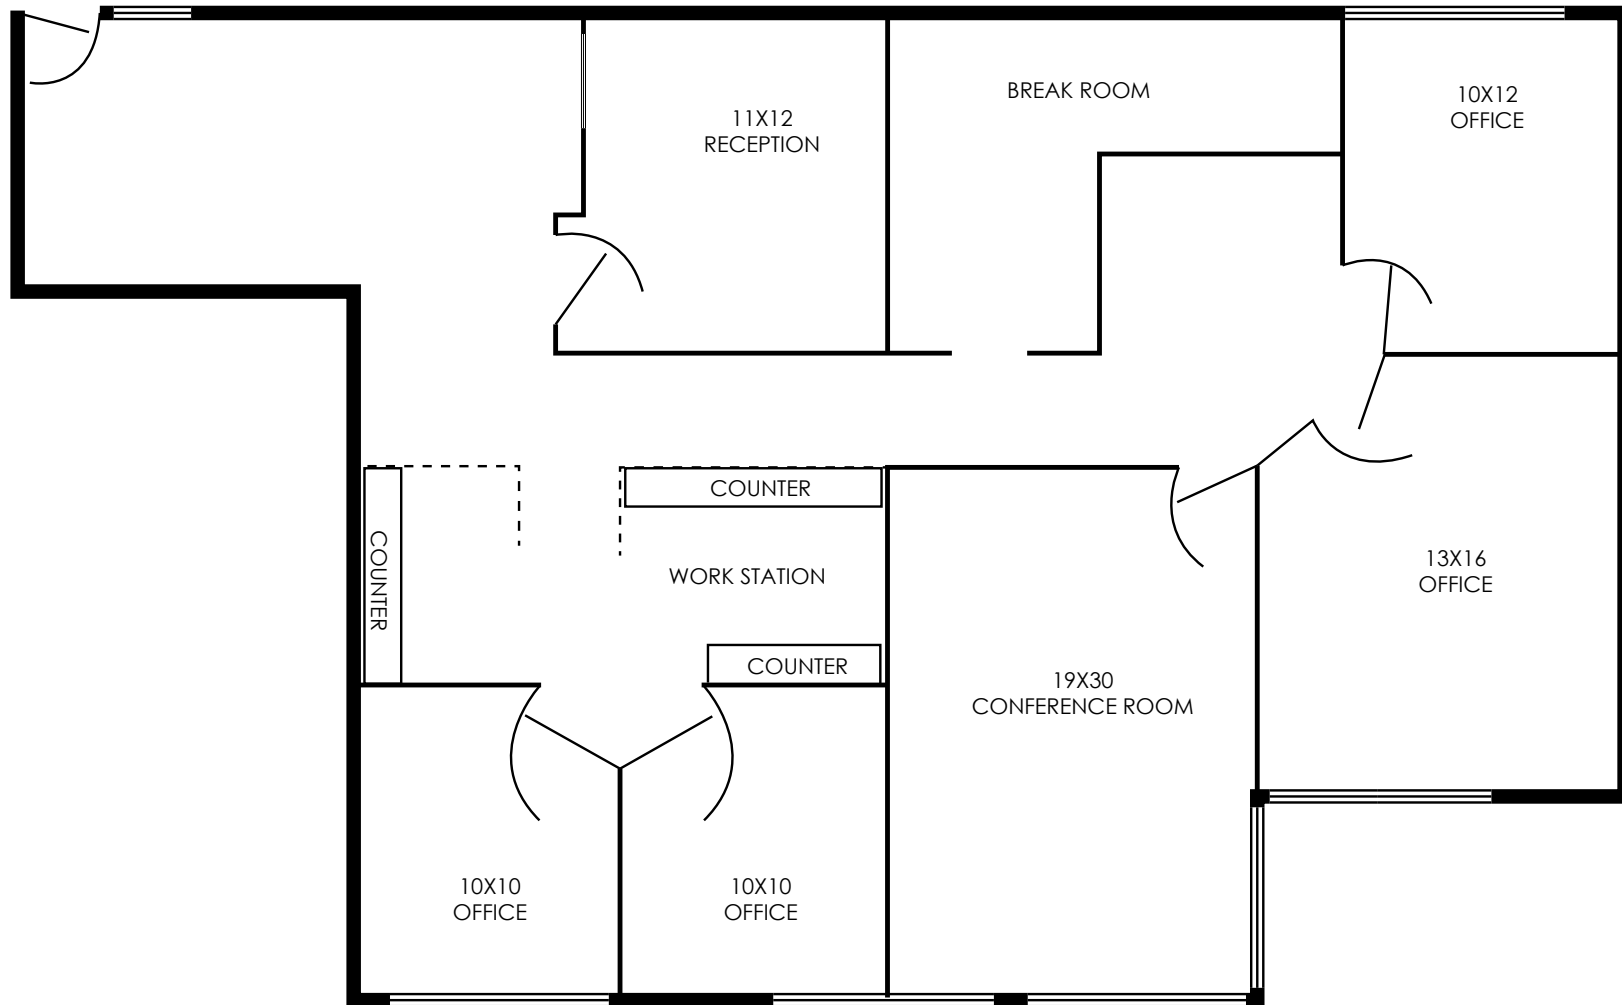 BREAK ROOM
10X12
OFFICE
11X12
RECEPTION
COUNTER
COUNTER
WORK STATION
13X16
OFFICE
COUNTER
19X30
CONFERENCE ROOM
10X10
OFFICE
10X10
OFFICE